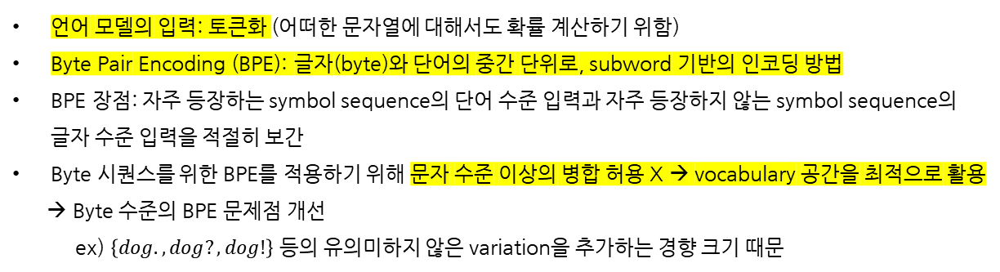 • 언어 모델의 입력: 토큰화 (어떠한 문자열에 대해서도 확률 계산하기 위함)
• Byte Pair Encoding (BPE): 글자(byte)와 단어의 중간 단위로, subword 기반의 인코딩 방법
• BPE 장점: 자주 등장하는 symbol sequence의 단어 수준 입력과 자주 등장하지 않는 symbol sequence의
글자 수준 입력을 적절히 보간
• Byte 시퀀스를 위한 BPE를 적용하기 위해 문자 수준 이상의 병합 허용 X → vocabulary 공간을 최적으로 활용
→ Byte 수준의 BPE 문제점 개선
ex) {dog., dog?, dog!} 등의 유의미하지 않은 variation을 추가하는 경향 크기 때문